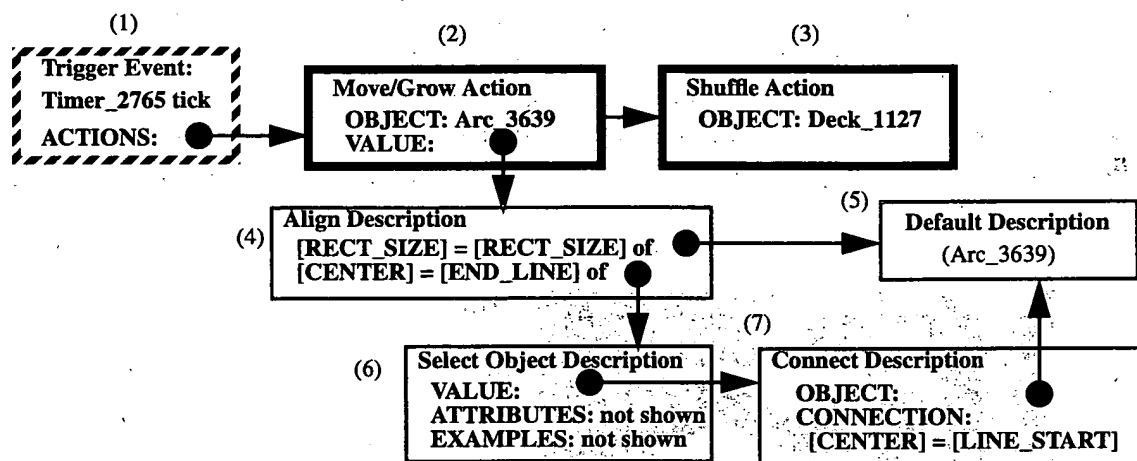 (1)
Trigger Event:
Timer_2765 tick
ACTIONS:
(2)
Move/Grow Action
OBJECT: Arc_3639
VALUE:
(3)
Shuffle Action
OBJECT: Deck_1127
(4)
Align Description
[RECT_SIZE] = [RECT_SIZE] of
[CENTER] = [END_LINE] of
(5)
Default Description
(Arc_3639)
(6)
Select Object Description
VALUE:
ATTRIBUTES: not shown
EXAMPLES: not shown
(7)
Connect Description
OBJECT:
CONNECTION:
[CENTER] = [LINE_START]